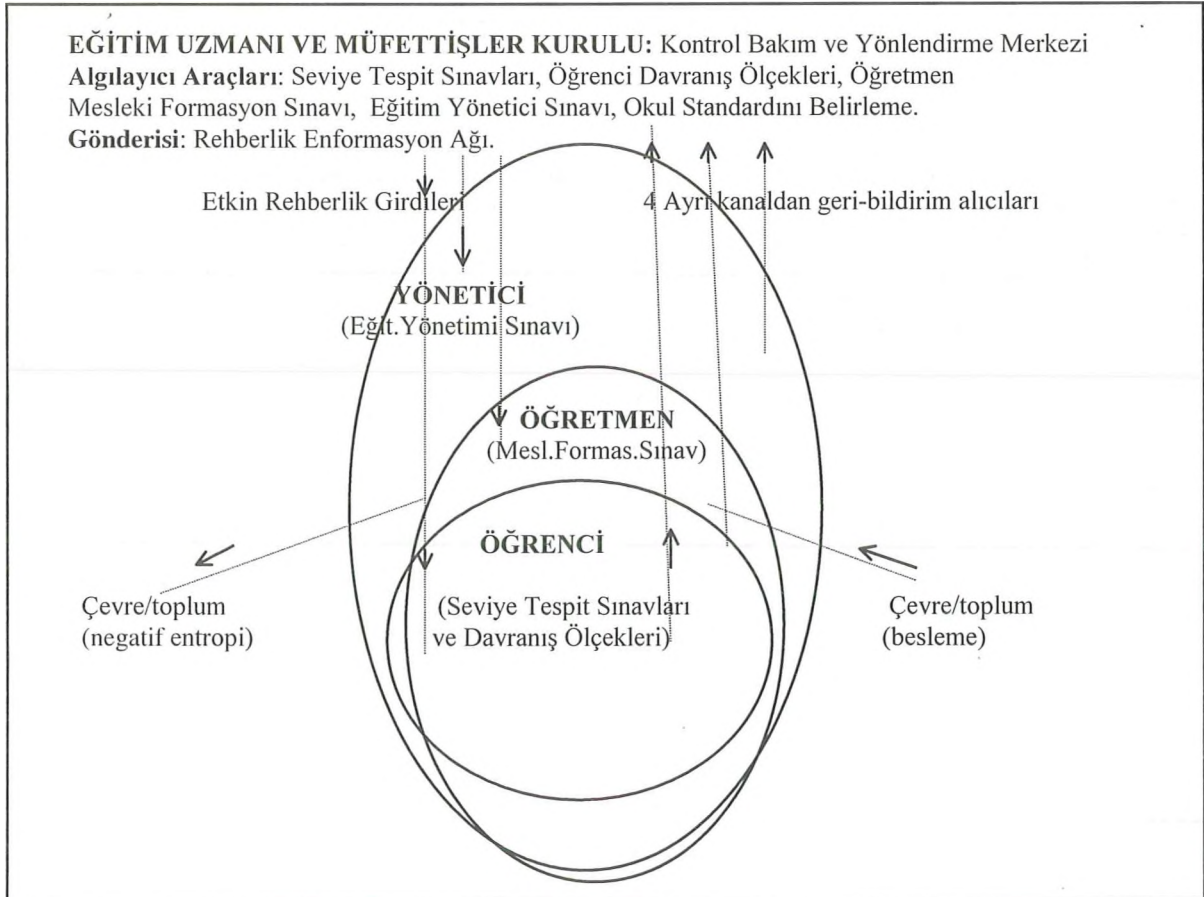 EĞİTİM UZMANI VE MÜFETTİŞLER KURULU: Kontrol Bakım ve Yönlendirme Merkezi
Algılayıcı Araçları: Seviye Tespit Sınavları, Öğrenci Davranış Ölçekleri, Öğretmen
Mesleki Formasyon Sınavı, Eğitim Yönetici Sınavı, Okul Standardını Belirleme.
Gönderisi: Rehberlik Enformasyon Ağı.
Etkin Rehberlik Girdileri
4 Ayrı kanaldan geri-bildirim alıcıları
YÖNETİCİ
(Eğit.Yönetimi Sınavı)
ÖĞRETMEN
(Mesl.Formas.Sınav)
ÖĞRENCİ
(Seviye Tespit Sınavları
ve Davranış Ölçekleri)
Çevre/toplum
(negatif entropi)
Çevre/toplum
(besleme)